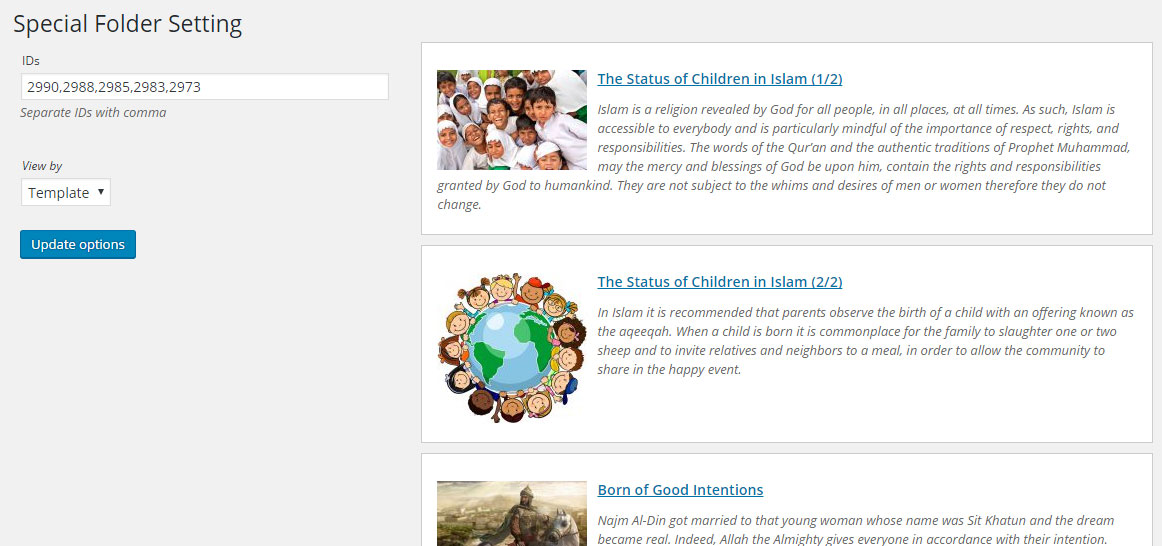 Special Folder Setting
IDs
2990,2988,2985,2983,2973
Separate IDs with comma
View by
Template
Update options
The Status of Children in Islam (1/2)
Islam is a religion revealed by God for all people, in all places, at all times. As such, Islam is
accessible to everybody and is particularly mindful of the importance of respect, rights, and
responsibilities. The words of the Qur’an and the authentic traditions of Prophet Muhammad,
may the mercy and blessings of God be upon him, contain the rights and responsibilities
granted by God to humankind. They are not subject to the whims and desires of men or women therefore they do not
change.
The Status of Children in Islam (2/2)
In Islam it is recommended that parents observe the birth of a child with an offering known as
the aqeeqah. When a child is born it is commonplace for the family to slaughter one or two
sheep and to invite relatives and neighbors to a meal, in order to allow the community to
share in the happy event.
Born of Good Intentions
Najm Al-Din got married to that young woman whose name was Sit Khatun and the dream
became real. Indeed, Allah the Almighty gives everyone in accordance with their intention.